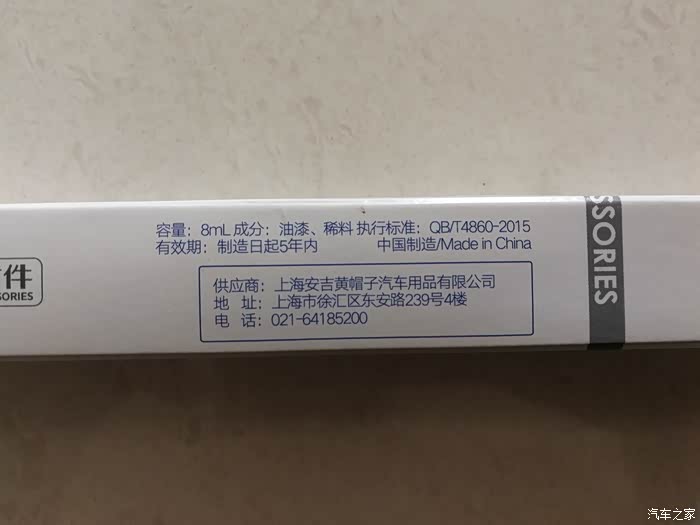 容量：8mL 成分：油漆、稀料 执行标准：QB/T4860-2015
有效期：制造日起5年内 中国制造/Made in China
供应商：上海安吉黄帽子汽车用品有限公司
地 址：上海市徐汇区东安路239号4楼
电 话：021-64185200
件
SORIES
SSORIES
汽车之家